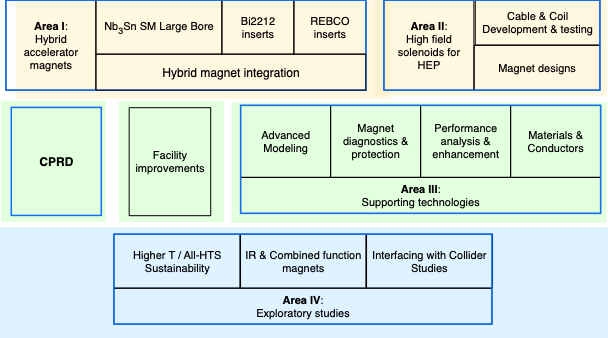 Area I:
Hybrid
accelerator
magnets
Nb3Sn SM Large Bore
Bi2212
inserts
REBCO
inserts
Hybrid magnet integration
Area II:
High field
solenoids for
HEP
Cable & Coil
Development & testing
Magnet designs
CPRD
Facility
improvements
Advanced
Modeling
Magnet
diagnostics &
protection
Performance
analysis &
enhancement
Materials &
Conductors
Area III:
Supporting technologies
Higher T / All-HTS
Sustainability
IR & Combined function
magnets
Interfacing with Collider
Studies
Area IV:
Exploratory studies